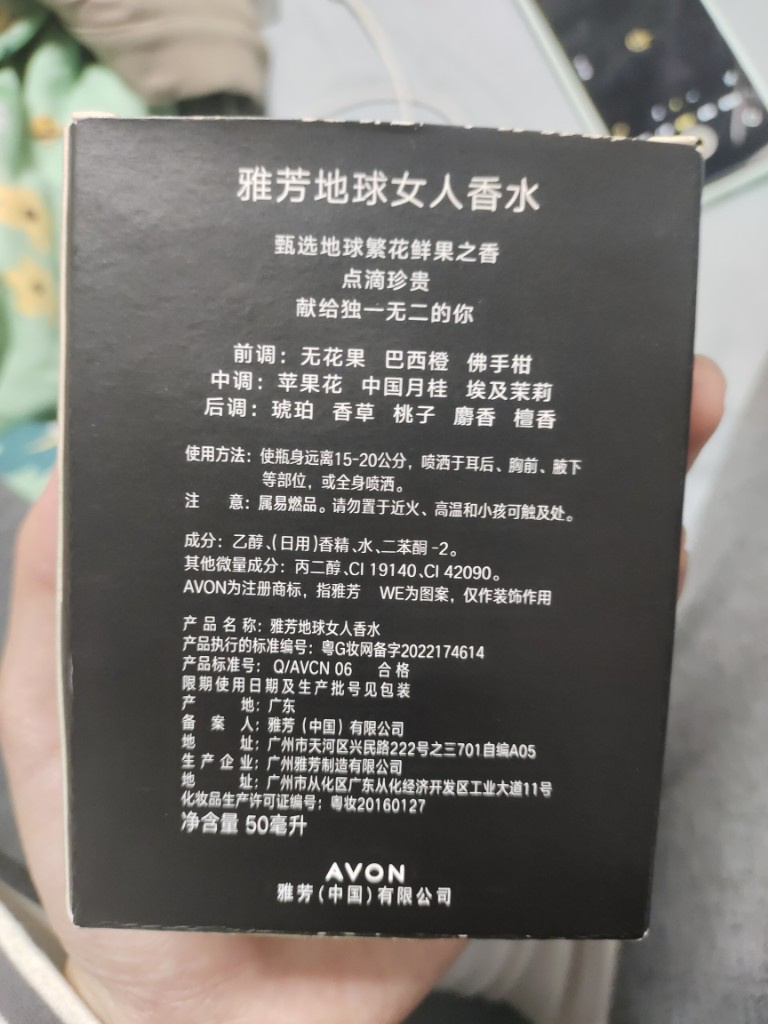 雅芳地球女人香水
甄选地球繁花鲜果之香
点滴珍贵
献给独一无二的你
前调：无花果 巴西橙 佛手柑
中调：苹果花 中国月桂 埃及茉莉
后调：琥珀 香草 桃子 麝香 檀香
使用方法：使瓶身远离15-20公分，喷洒于耳后、胸前、腋下
等部位，或全身喷洒。
注 意：属易燃品。请勿置于近火、高温和小孩可触及处。
成分：乙醇、(日用)香精、水、二苯酮-2。
其他微量成分：丙二醇、CI 19140、CI 42090。
AVON为注册商标，指雅芳 WE为图案，仅作装饰作用
产品名称：雅芳地球女人香水
产品执行的标准编号：粤G妆网备字2022174614
产品标准号：Q/AVCN 06 合格
限期使用日期及生产批号见包装
产 地：广东
备案人：雅芳（中国）有限公司
地 址：广州市天河区兴民路222号之三701自编A05
生产企业：广州雅芳制造有限公司
地 址：广州市从化区广东从化经济开发区工业大道11号
化妆品生产许可证编号：粤妆20160127
净含量 50毫升
AVON
雅芳(中国)有限公司